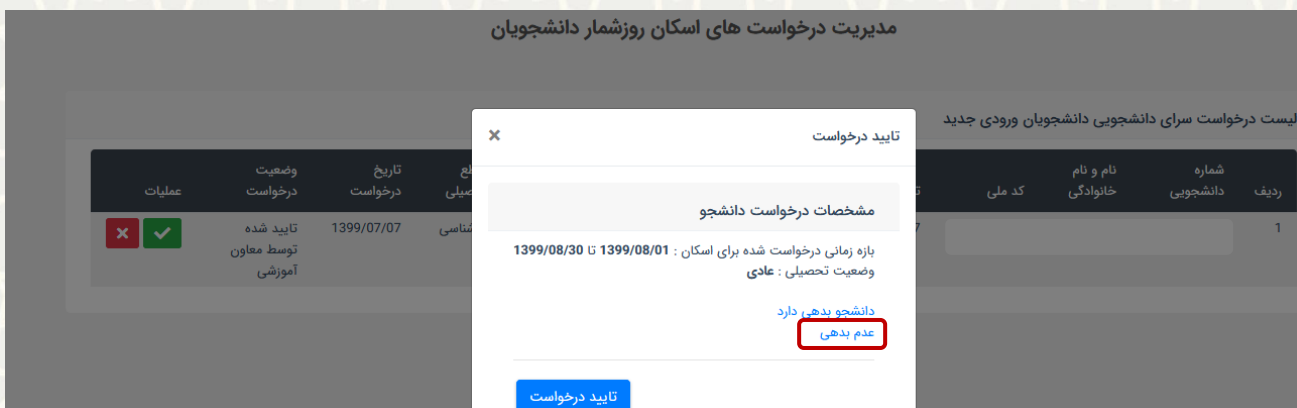 مدیریت درخواست های اسکان روزشمار دانشجویان
لیست درخواست سرای دانشجویی دانشجویان ورودی جدید
ردیف
شماره دانشجویی
نام و نام خانوادگی
کد ملی
تاریخ درخواست
وضعیت درخواست
عملیات
1
1399/07/07
تایید شده
توسط معاون
آموزشی
تایید درخواست
×
مشخصات درخواست دانشجو
بازه زمانی درخواست شده برای اسکان : 1399/08/01 تا 1399/08/30
وضعیت تحصیلی : عادی
دانشجو بدهی دارد
عدم بدهی
تایید درخواست